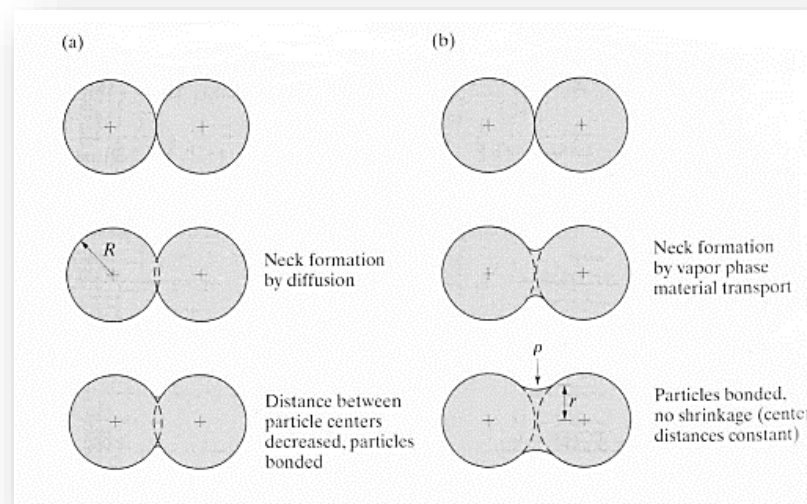 (a)
R
Neck formation
by diffusion
Distance between
particle centers
decreased, particles
bonded
(b)
Neck formation
by vapor phase
material transport
ρ
r
Particles bonded,
no shrinkage (cente
distances constant)